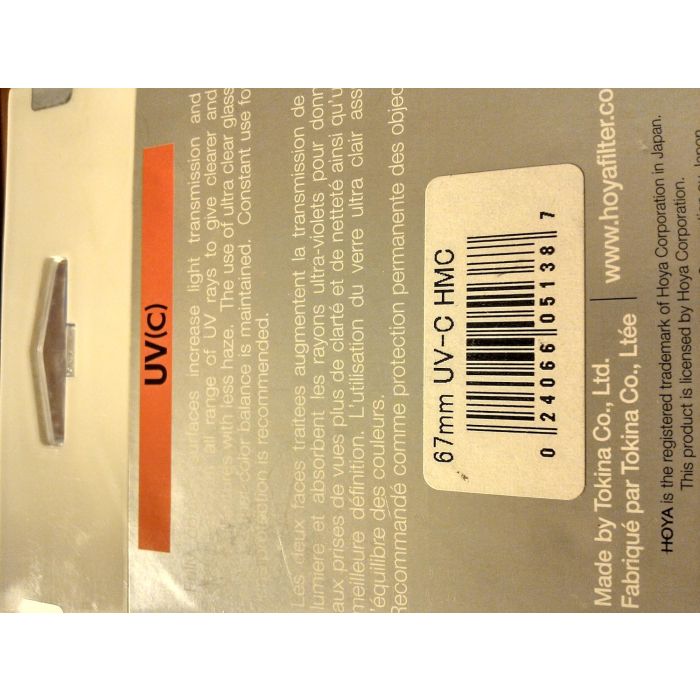 UV(C)
surfaces increase light transmission and
all range of UV rays to give clearer and
with less haze. The use of ultra clear glass
color balance is maintained. Constant use fo
protection is recommended.
Les deux faces traitées augmentent la transmission de
lumière et absorbent les rayons ultra-violets pour donn
aux prises de vues plus de clarté et de netteté ainsi qu'u
meilleure définition. L'utilisation du verre ultra clair ass
l'équilibre des couleurs.
Recommandé comme protection permanente des objec
67mm UV-C HMC
0 24066 05138 7
Made by Tokina Co., Ltd.
Fabriqué par Tokina Co., Ltée
www.hoyafilter.co
HOYA is the registered trademark of Hoya Corporation in Japan.
This product is licensed by Hoya Corporation.